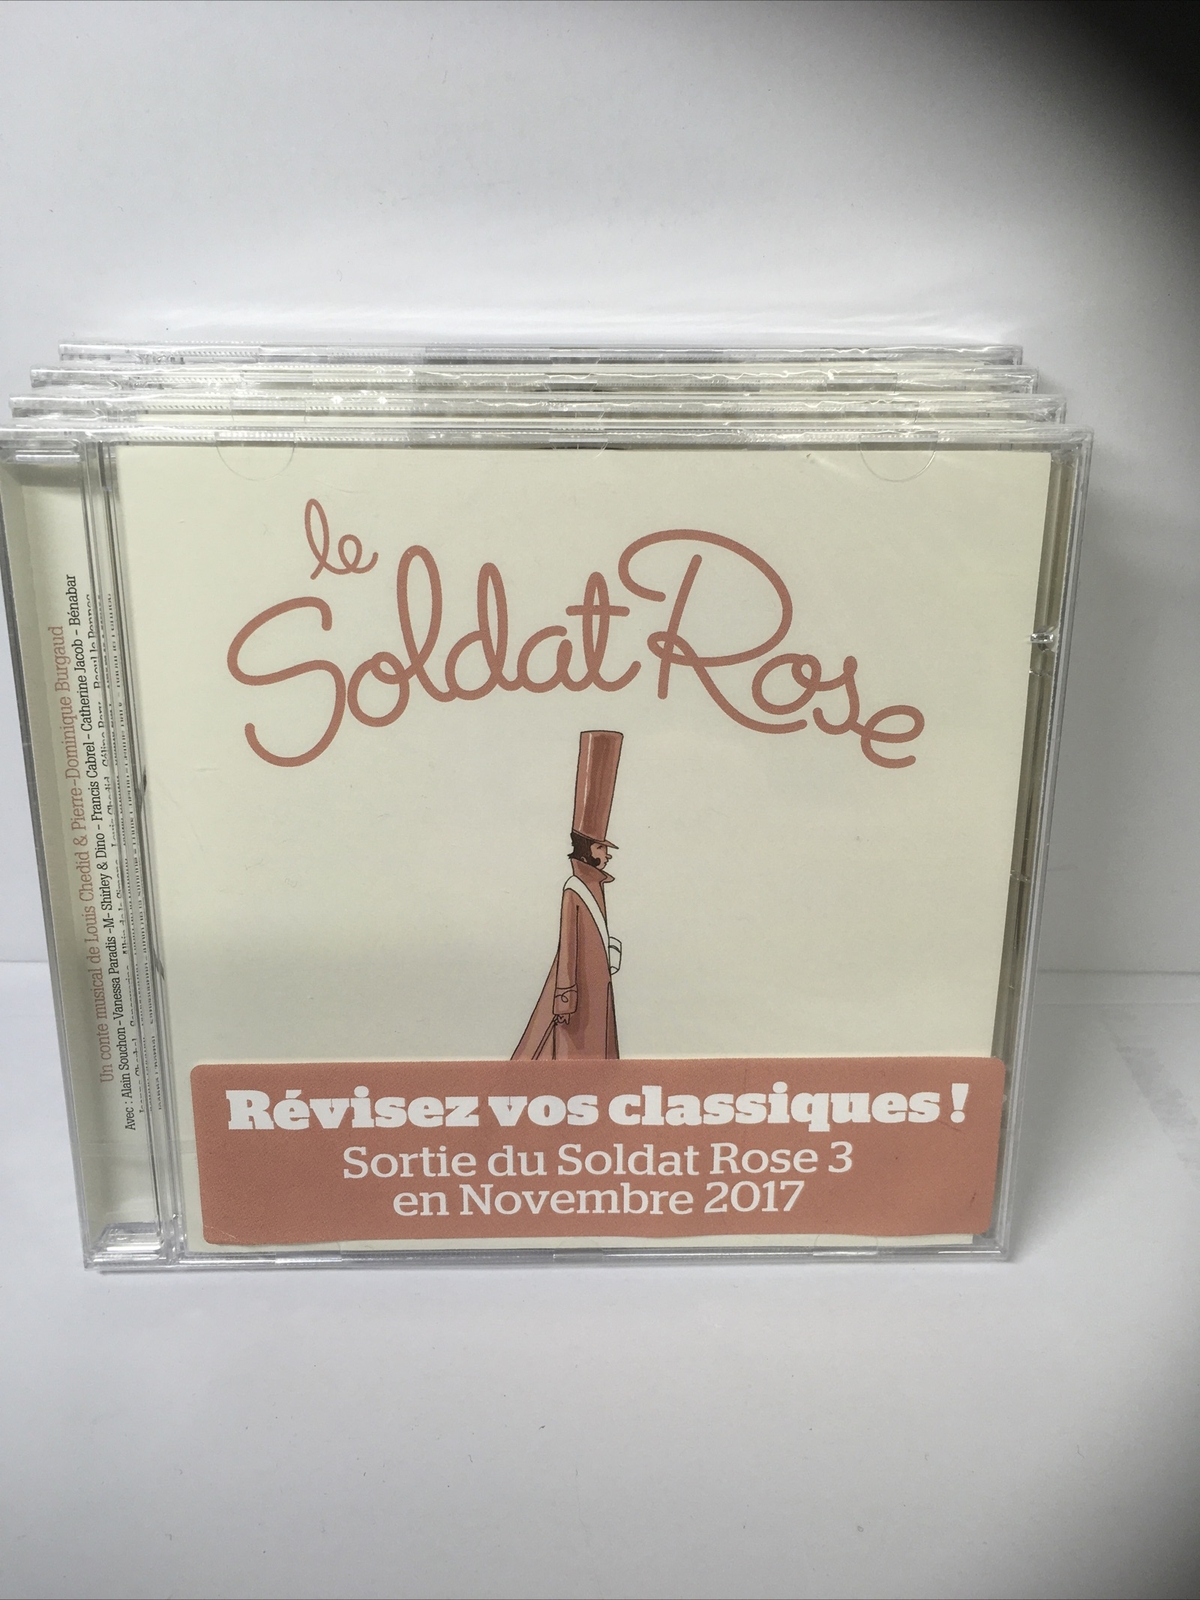 le
Soldat Rose
Révisez vos classiques !
Sortie du Soldat Rose 3
en Novembre 2017
Un conte musical de Louis Chedid & Pierre-Dominique Burgaud
Avec : Alain Souchon - Vanessa Paradis - M - Shirley & Dino - Francis Cabrel - Catherine Jacob - Bénabar